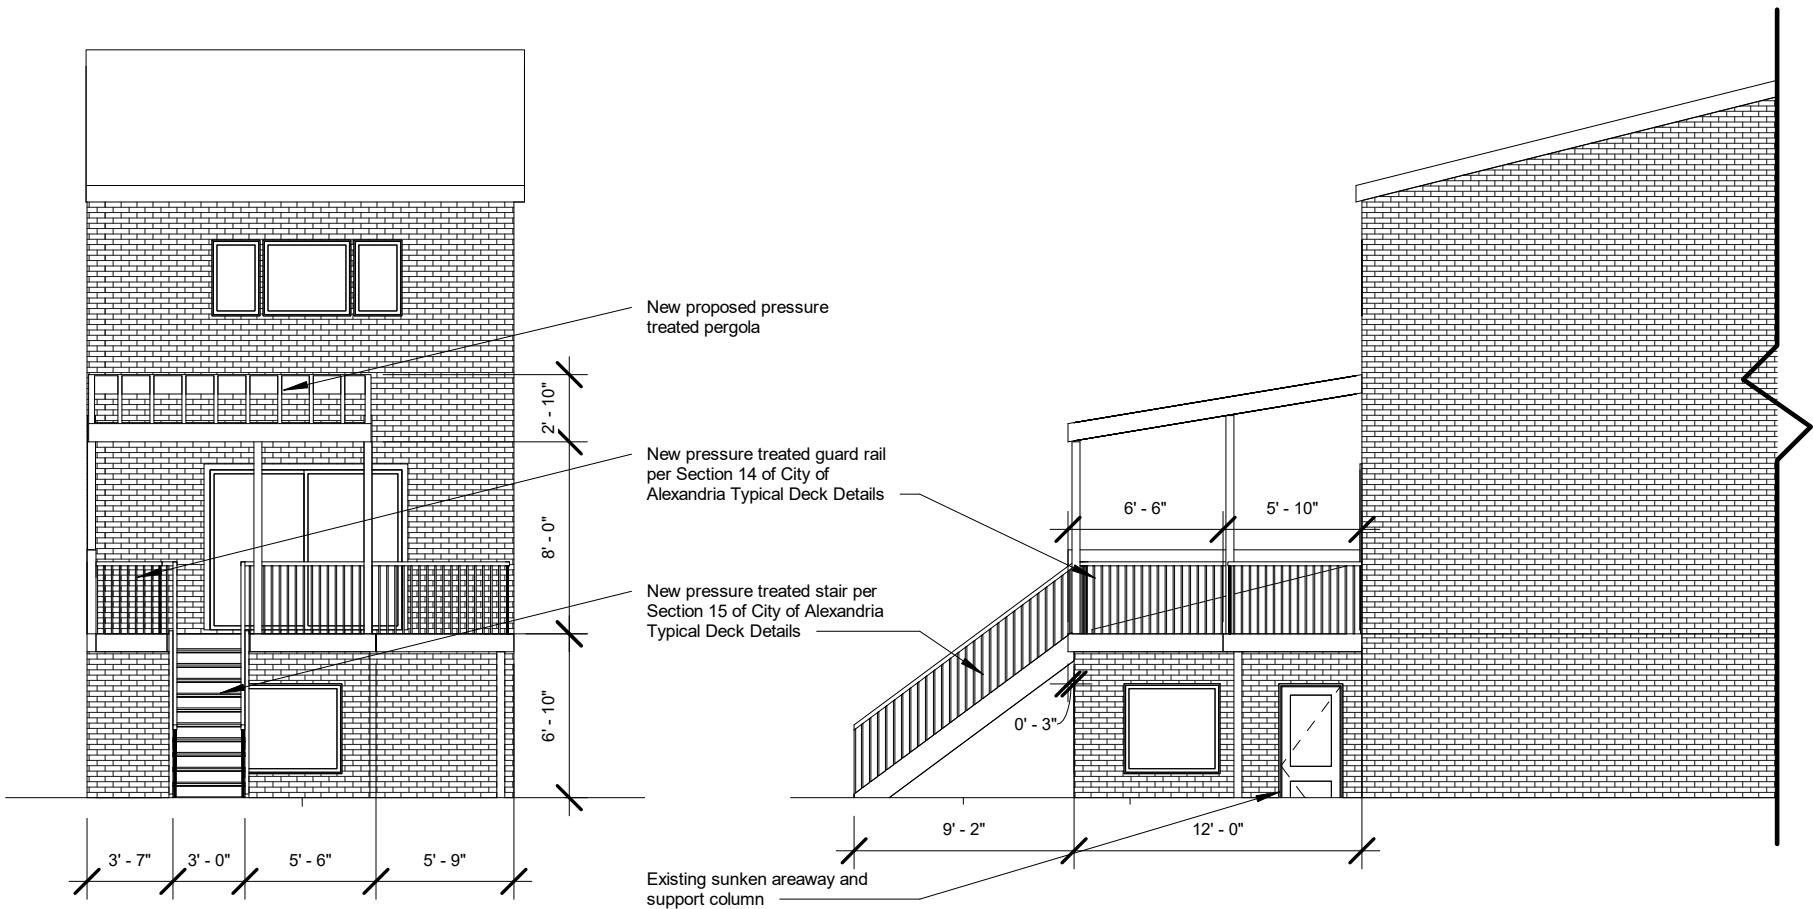 New proposed pressure
treated pergola
2' - 10"
New pressure treated guard rail
per Section 14 of City of
Alexandria Typical Deck Details
6' - 6"
5' - 10"
8' - 0"
New pressure treated stair per
Section 15 of City of Alexandria
Typical Deck Details
6' - 10"
0' - 3"
9' - 2"
12' - 0"
3' - 7"
3' - 0"
5' - 6"
5' - 9"
Existing sunken areaway and
support column